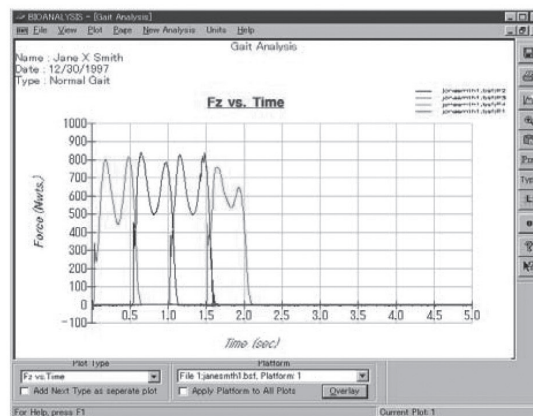 BIOANALYSIS - [Gait Analysis]
File View Plot Page New Analysis Units Help
Gait Analysis
Name : Jane X Smith
Date : 12/30/1997
Type : Normal Gait
Fz vs. Time
1000
900
800
700
600
500
400
300
200
100
0
-100
Force (Nwts.)
0.5 1.0 1.5 2.0 2.5 3.0 3.5 4.0 4.5 5.0
Time (sec)
Plot Type
Platform
Fz vs.Time
File 1:janesmth1.bsf, Platform: 1
Add Next Type as seperate plot
Apply Platform to All Plots
Overlay
For Help, press F1
Current Plot: 1